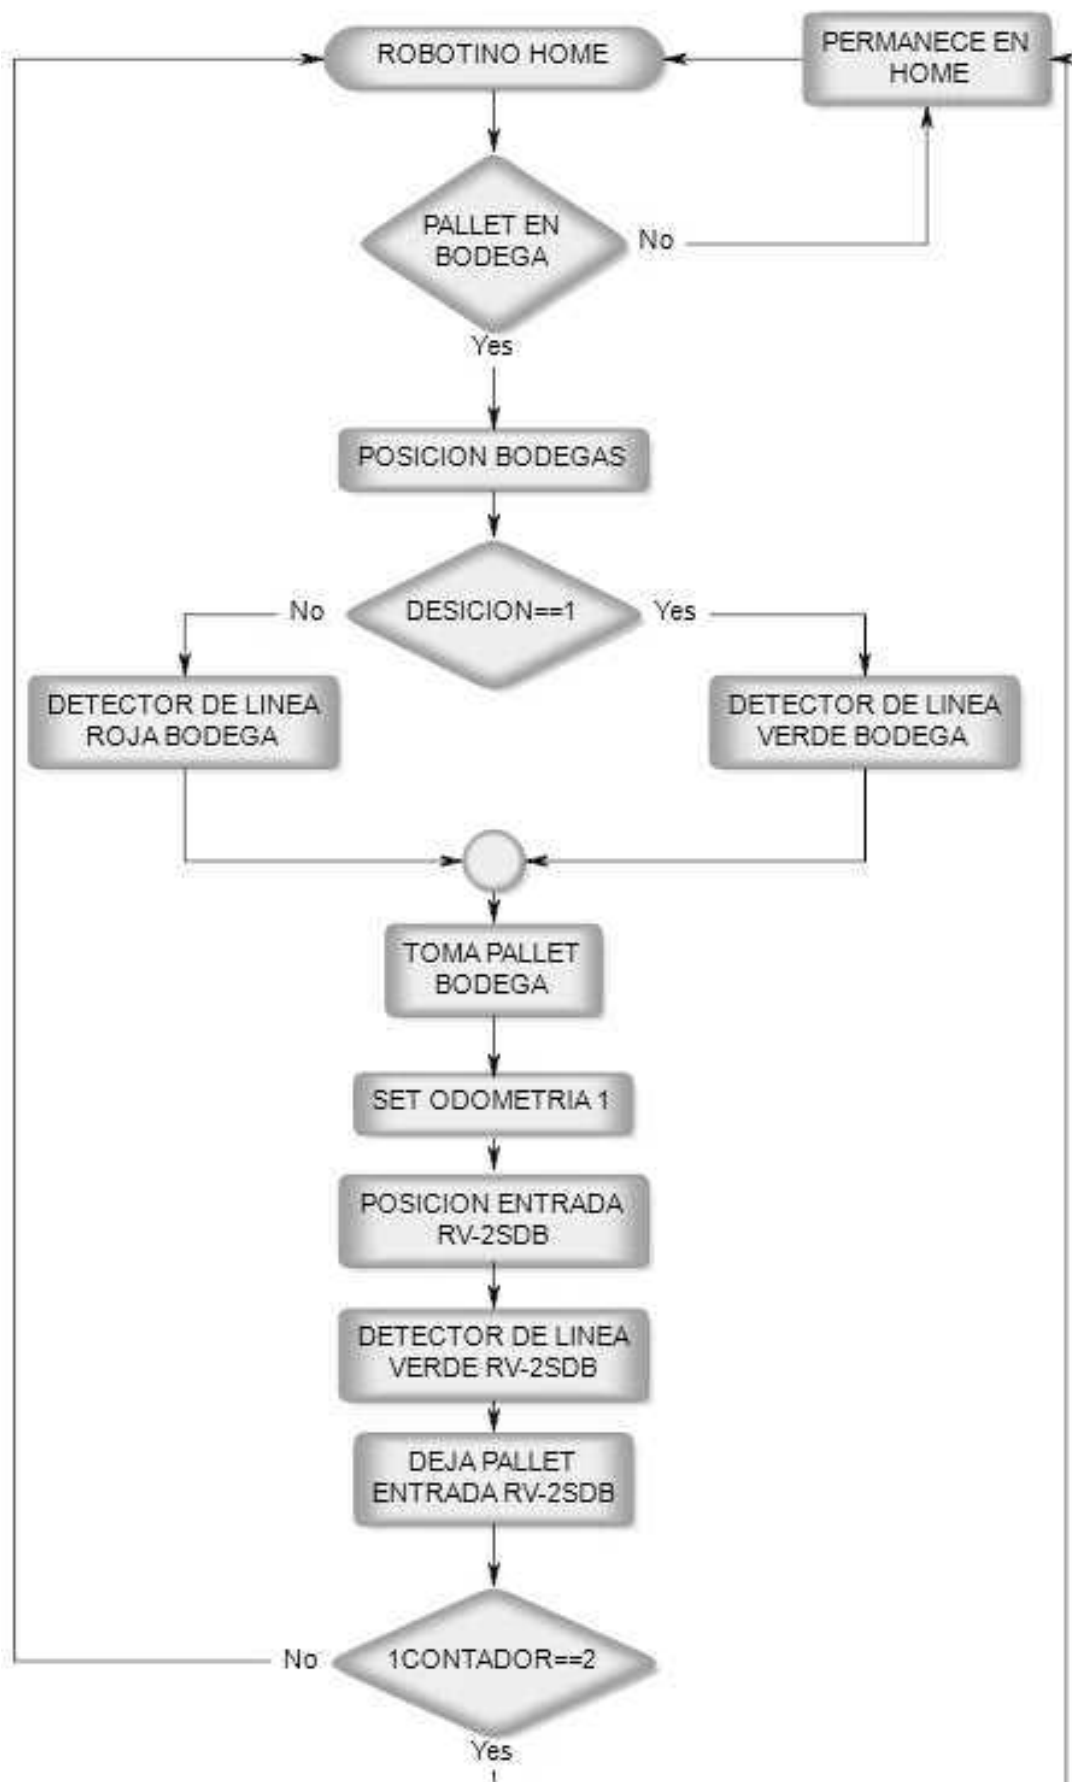 ROBOTINO HOME
PERMANECE EN
HOME
PALLET EN
BODEGA
No
Yes
POSICION BODEGAS
No
DESICION==1
Yes
DETECTOR DE LINEA
ROJA BODEGA
DETECTOR DE LINEA
VERDE BODEGA
TOMA PALLET
BODEGA
SET ODOMETRIA 1
POSICION ENTRADA
RV-2SDB
DETECTOR DE LINEA
VERDE RV-2SDB
DEJA PALLET
ENTRADA RV-2SDB
No
1CONTADOR==2
Yes